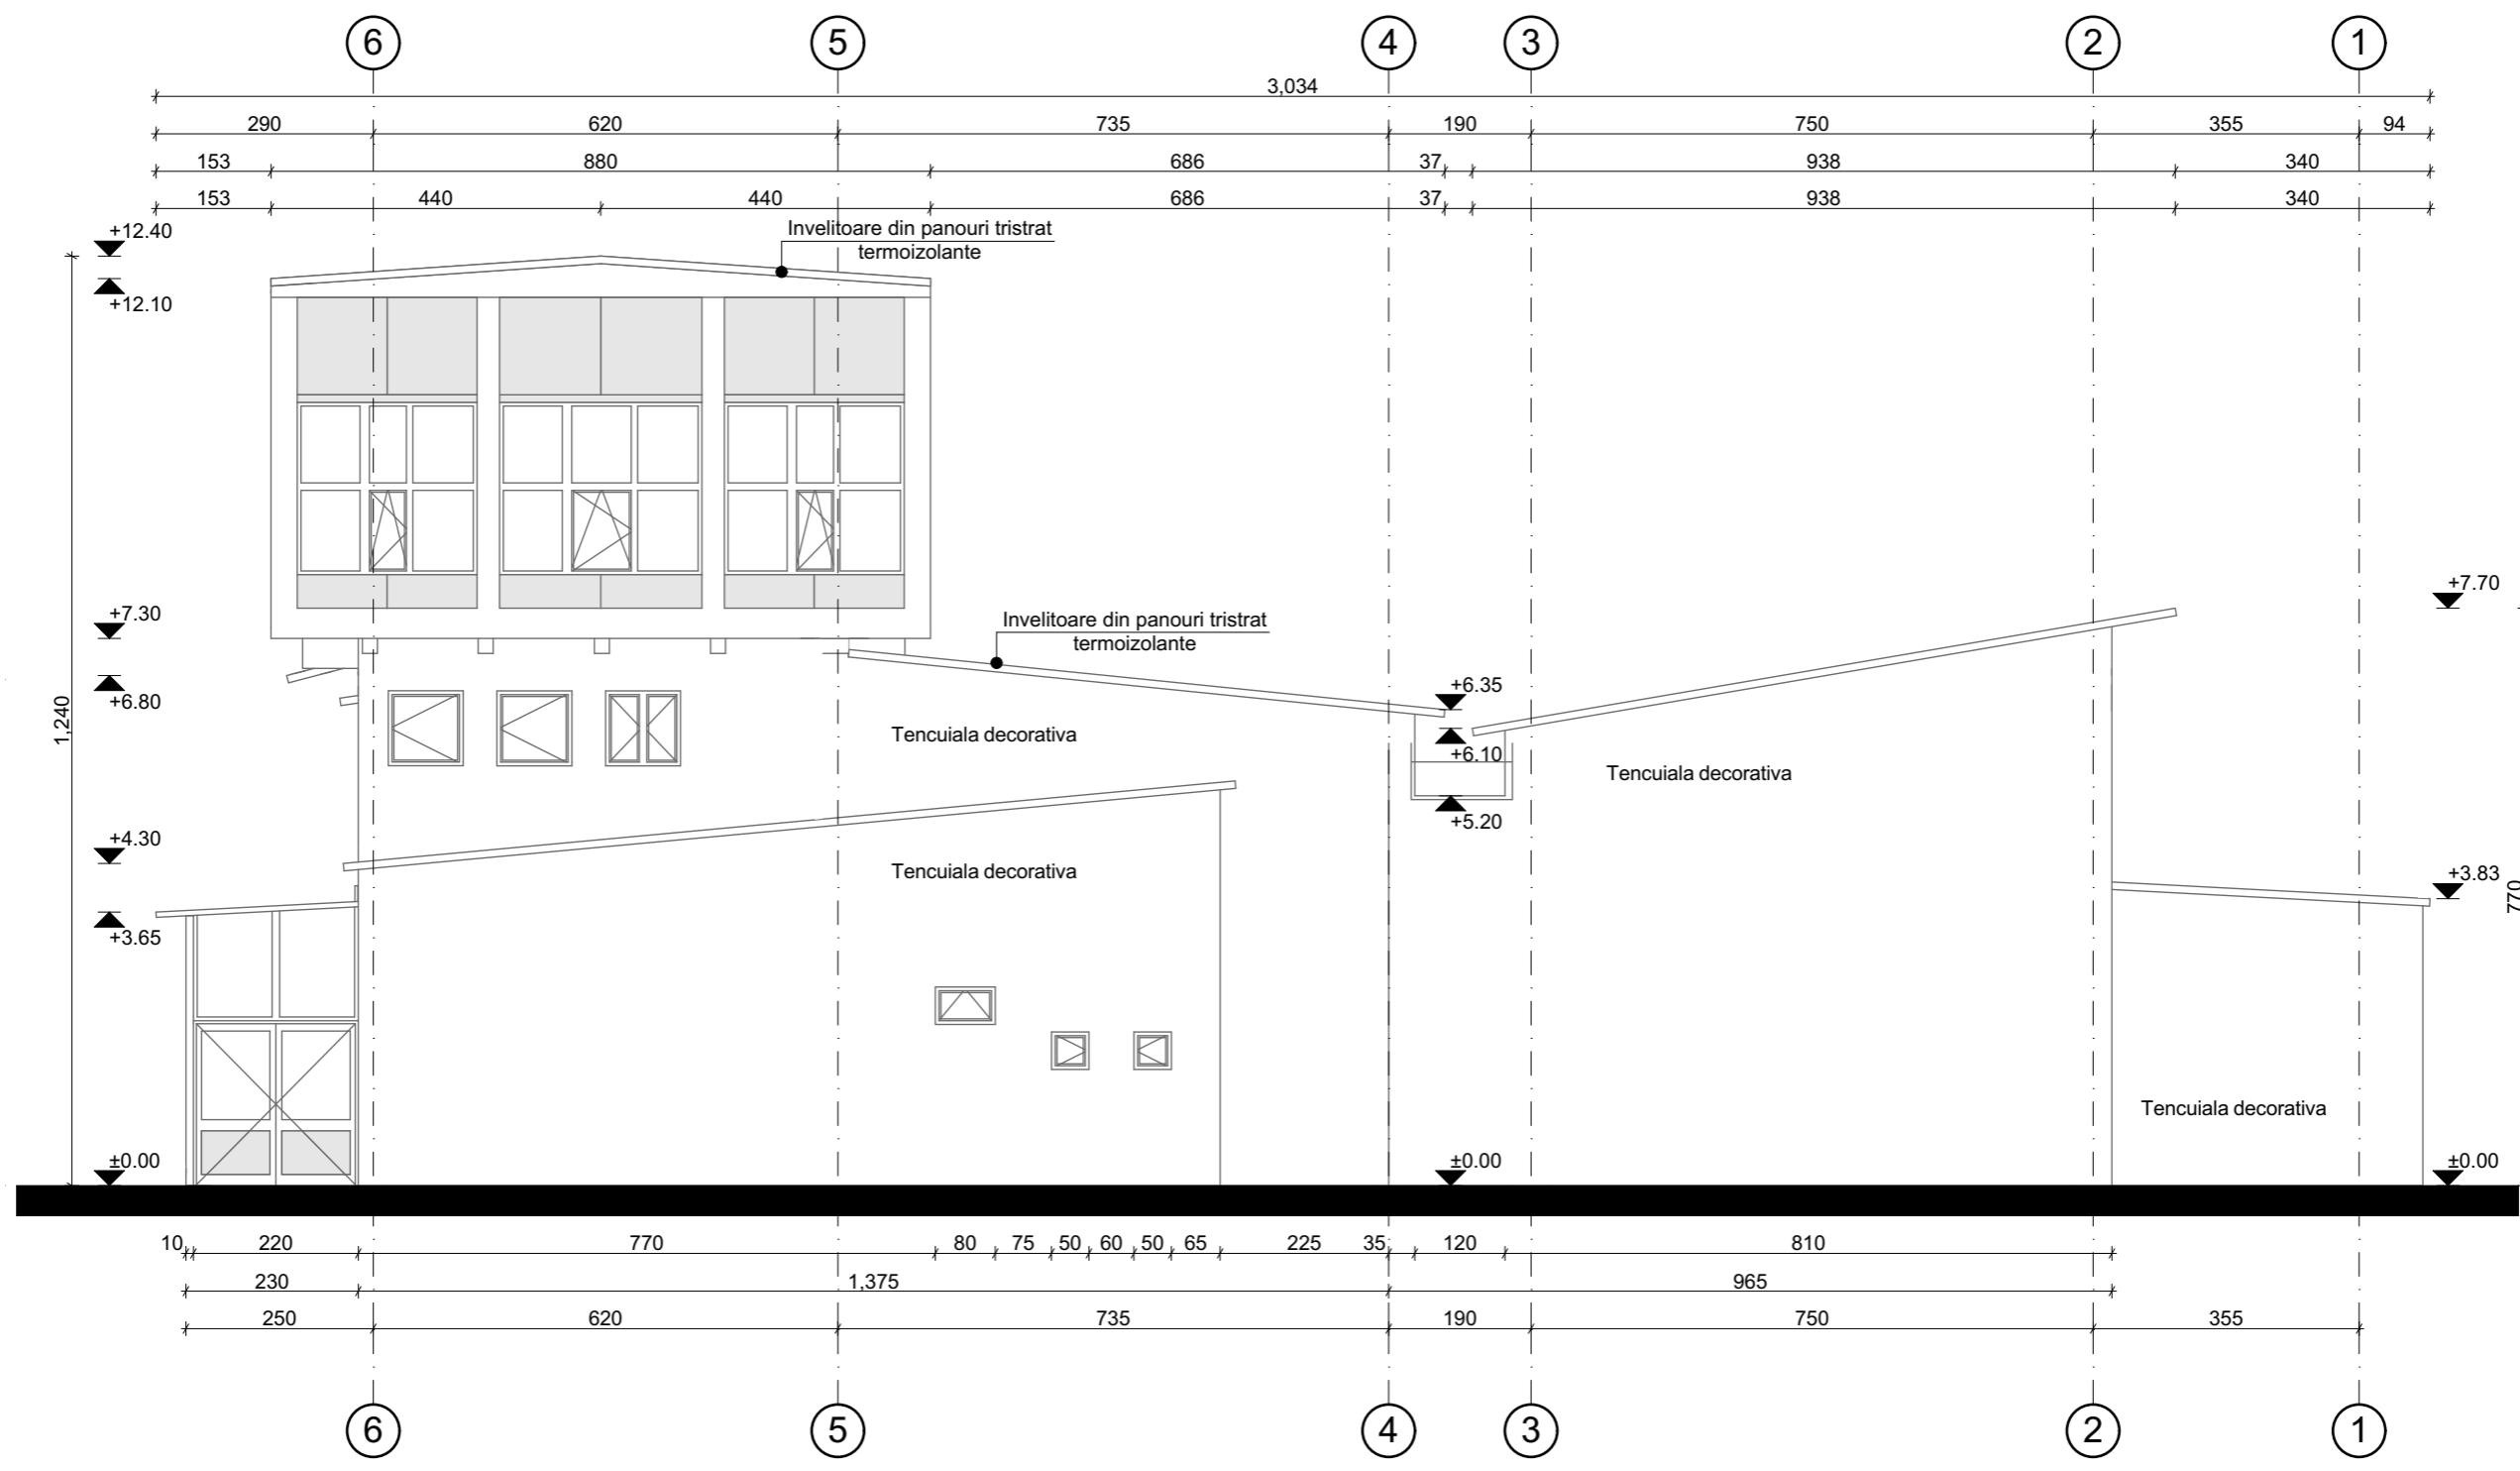 6 5 4 3 2 1
3,034
290 620 735 190 750 355 94
153 880 686 37 938 340
153 440 440 686 37 938 340
+12.40
Invelitoare din panouri tristrat
termoizolante
+12.10
+7.70
+7.30
Invelitoare din panouri tristrat
termoizolante
+6.80
+6.35
1,240
Tencuiala decorativa
+6.10
Tencuiala decorativa
+5.20
+4.30
Tencuiala decorativa
+3.83
770
+3.65
Tencuiala decorativa
±0.00 ±0.00 ±0.00
10 220 770 80 75 50 60 50 65 225 35 120 810
230 1,375 965
250 620 735 190 750 355
6 5 4 3 2 1